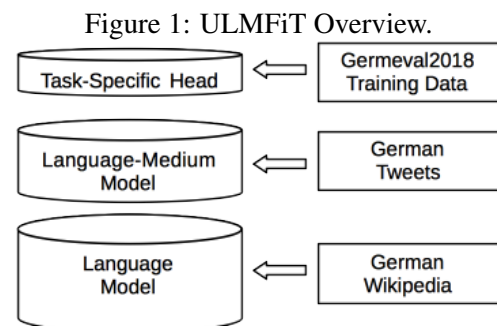 Figure 1: ULMFiT Overview.
Task-Specific Head
Germeval2018
Training Data
Language-Medium
Model
German
Tweets
Language
Model
German
Wikipedia